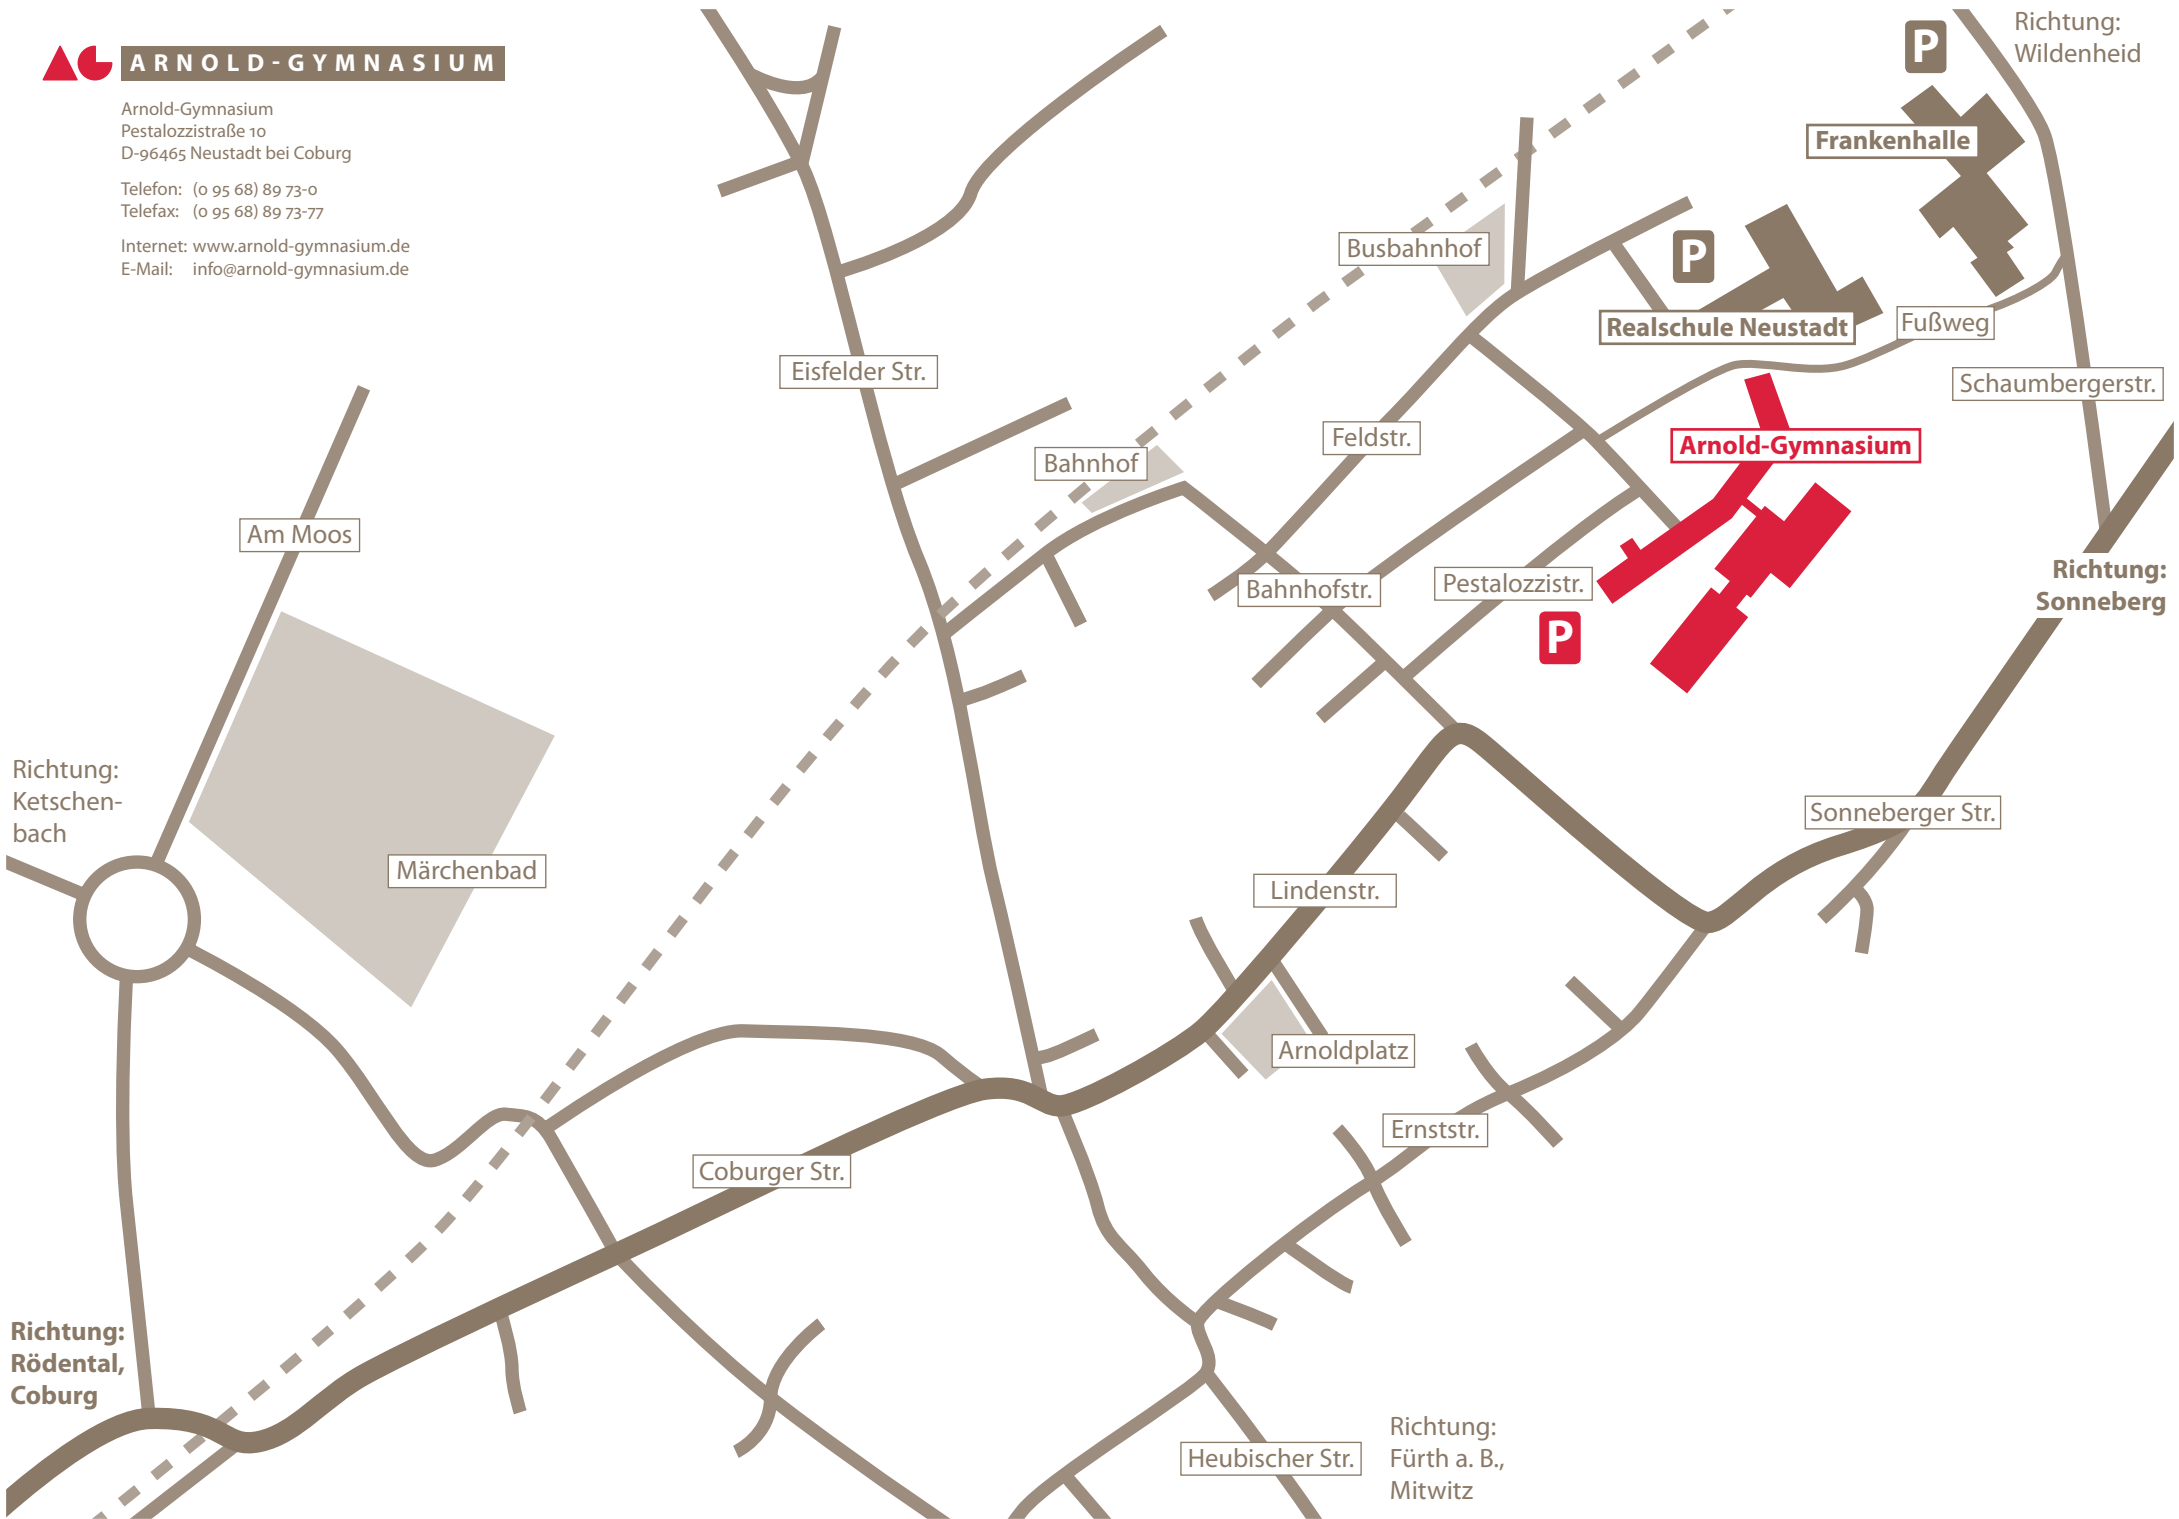 ARNOLD-GYMNASIUM
Arnold-Gymnasium
Pestalozzistraße 10
D-96465 Neustadt bei Coburg
Telefon: (0 95 68) 89 73-0
Telefax: (0 95 68) 89 73-77
Internet: www.arnold-gymnasium.de
E-Mail: info@arnold-gymnasium.de
Richtung:
Wildenheid
P
Frankenhalle
Busbahnhof
P
Realschule Neustadt
Fußweg
Eisfelder Str.
Schaumbergerstr.
Feldstr.
Arnold-Gymnasium
Bahnhof
Am Moos
Richtung:
Sonneberg
Bahnhofstr.
Pestalozzistr.
P
Richtung:
Ketschen-
bach
Sonneberger Str.
Märchenbad
Lindenstr.
Arnoldplatz
Ernststr.
Coburger Str.
Richtung:
Rödental,
Coburg
Heubischer Str.
Richtung:
Fürth a. B.,
Mitwitz